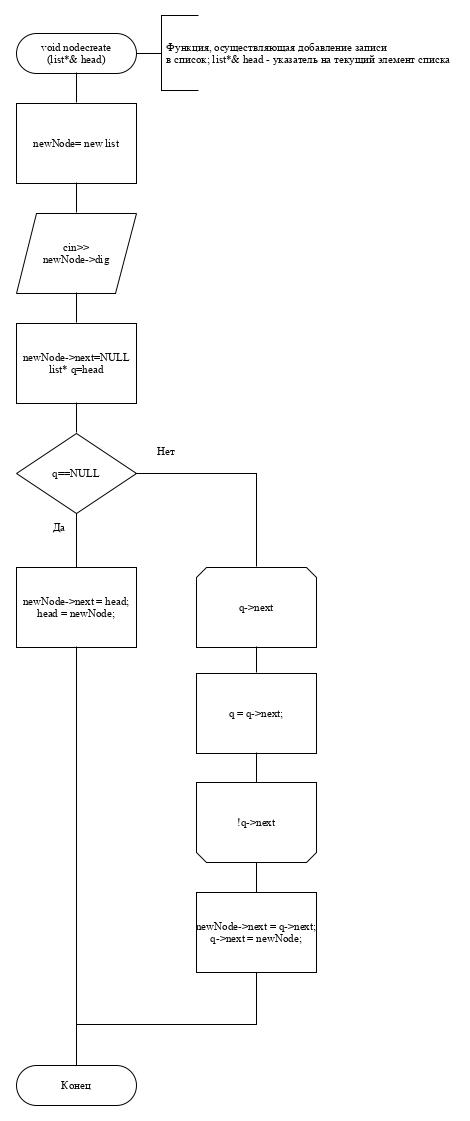 void nodecreate
(list*& head)
Функция, осуществляющая добавление записи
в список; list*& head - указатель на текущий элемент списка
newNode= new list
cin>>
newNode->dig
newNode->next=NULL
list* q=head
q==NULL
Нет
Да
newNode->next = head;
head = newNode;
q->next
q = q->next;
!q->next
newNode->next = q->next;
q->next = newNode;
Конец